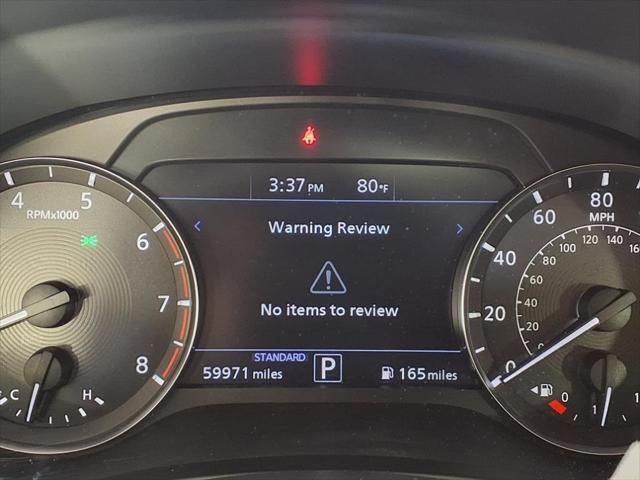 3:37 PM 80°F
Warning Review
No items to review
STANDARD
59971 miles P 165 miles
4 5 6 7 8
RPMx1000
C H
0 20 40 60 80
MPH
0 20 40 60 80 100 120 140
0 1